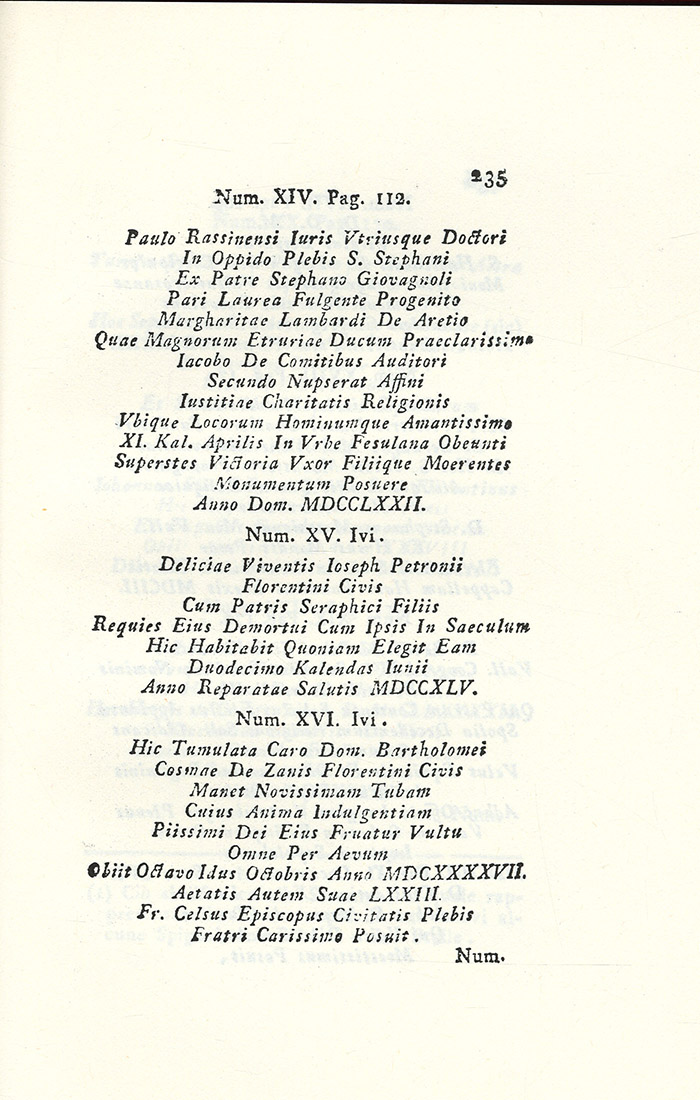 235
Num. XIV. Pag. 112.
Paulo Rassinensi Iuris Vtriusque Doctori
In Oppido Plebis S. Stephani
Ex Patre Stephano Giovagnoli
Pari Laurea Fulgente Progenito
Margharitae Lambardi De Aretio
Quae Magnorum Etruriae Ducum Praeclarissimo
Iacobo De Comitibus Auditori
Secundo Nupserat Affini
Iustitiae Charitatis Religionis
Vbique Locorum Hominumque Amantissimo
XI. Kal. Aprilis In Vrbe Fesulana Obeunti
Superstes Victoria Vxor Filiique Moerentes
Monumentum Posuere
Anno Dom. MDCCLXXII.
Num. XV. Ivi.
Deliciae Viventis Ioseph Petronii
Florentini Civis
Cum Patris Seraphici Filiis
Requies Eius Demortui Cum Ipsis In Saeculum
Hic Habitabit Quoniam Elegit Eam
Duodecimo Kalendas Iunii
Anno Reparatae Salutis MDCCXLV.
Num. XVI. Ivi.
Hic Tumulata Caro Dom. Bartholomei
Cosmae De Zanis Florentini Civis
Manet Novissimam Tubam
Cuius Anima Indulgentiam
Piissimi Dei Eius Fruatur Vultu
Omne Per Aevum
Obiit Octavo Idus Octobris Anno MDCXXXXVII.
Aetatis Autem Suae LXXIII.
Fr. Celsus Episcopus Civitatis Plebis
Fratri Carissimo Posuit.
Num.